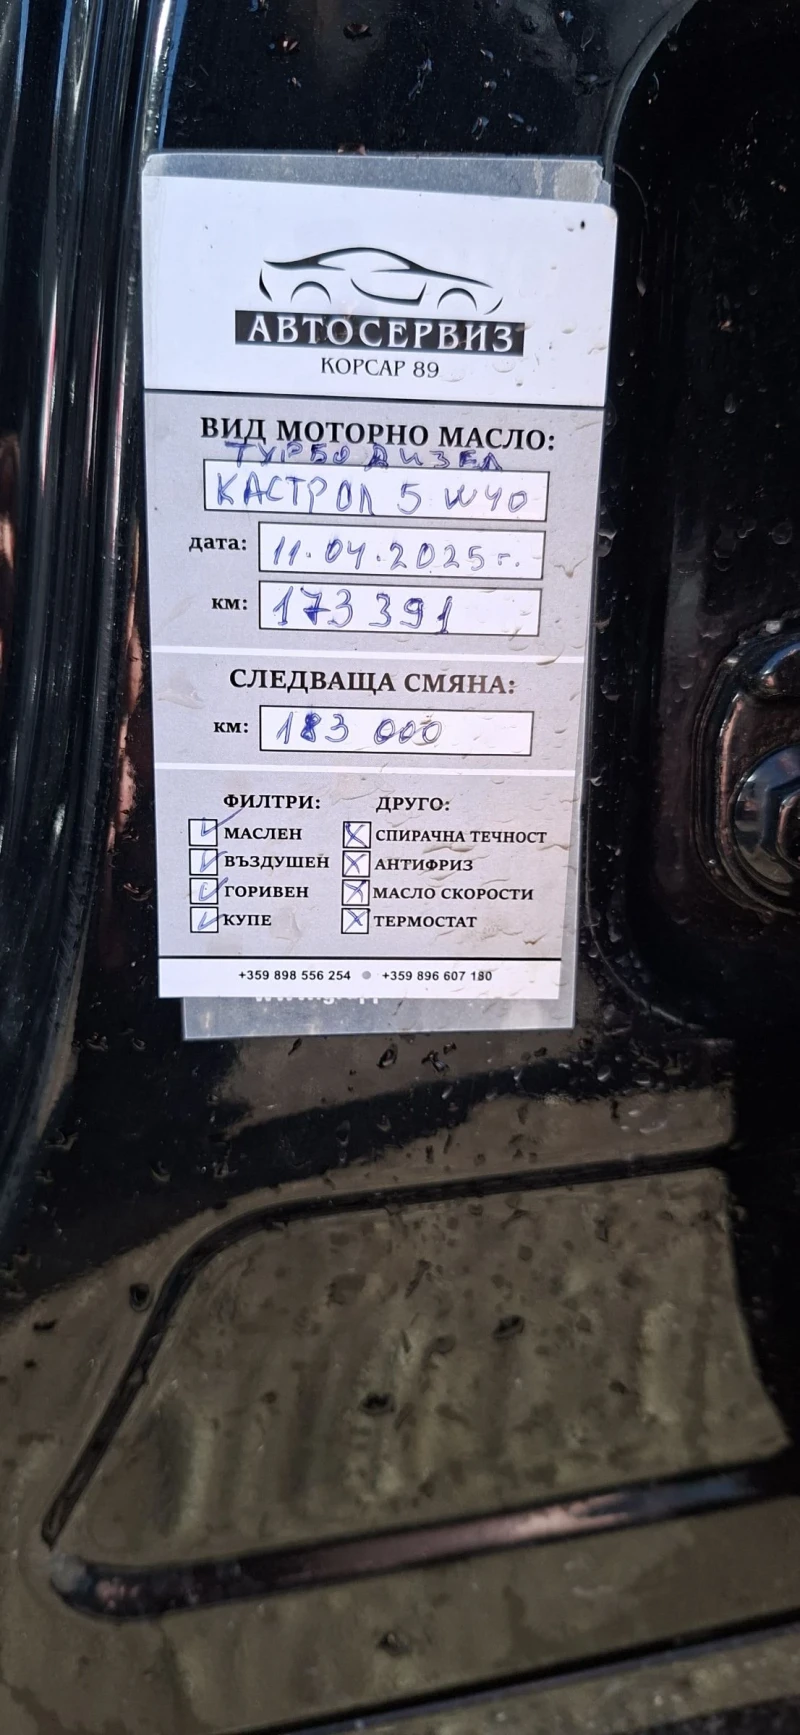 АВТОСЕРВИЗ
КОРСАР 89
ВИД МОТОРНО МАСЛО:
ТУРБО ДИЗЕЛ
КАСТРОЛ 5 W40
ДАТА: 11.04.2025г.
КМ: 173 391
СЛЕДВАЩА СМЯНА:
КМ: 183 000
ФИЛТРИ: ДРУГО:
МАСЛЕН СПИРАЧНА ТЕЧНОСТ
ВЪЗДУШЕН АНТИФРИЗ
ГОРИВЕН МАСЛО СКОРОСТИ
КУПЕ ТЕРМОСТАТ
+359 898 556 254 +359 896 607 180